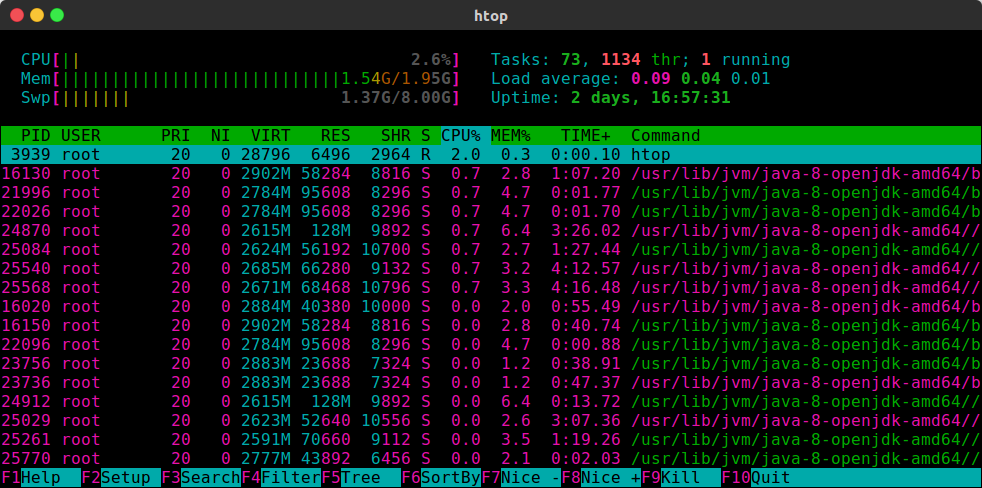 htop
CPU[|| 2.6%] Tasks: 73, 1134 thr; 1 running
Mem[||||||||||||||||||||||||||||1.54G/1.95G] Load average: 0.09 0.04 0.01
Swp[||||||| 1.37G/8.00G] Uptime: 2 days, 16:57:31
PID USER PRI NI VIRT RES SHR S CPU% MEM% TIME+ Command
3939 root 20 0 28796 6496 2964 R 2.0 0.3 0:00.10 htop
16130 root 20 0 2902M 58284 8816 S 0.7 2.8 1:07.20 /usr/lib/jvm/java-8-openjdk-amd64/b
21996 root 20 0 2784M 95608 8296 S 0.7 4.7 0:01.77 /usr/lib/jvm/java-8-openjdk-amd64/b
22026 root 20 0 2784M 95608 8296 S 0.7 4.7 0:01.70 /usr/lib/jvm/java-8-openjdk-amd64/b
24870 root 20 0 2615M 128M 9892 S 0.7 6.4 3:26.02 /usr/lib/jvm/java-8-openjdk-amd64//
25084 root 20 0 2624M 56192 10700 S 0.7 2.7 1:27.44 /usr/lib/jvm/java-8-openjdk-amd64//
25540 root 20 0 2685M 66280 9132 S 0.7 3.2 4:12.57 /usr/lib/jvm/java-8-openjdk-amd64//
25568 root 20 0 2671M 68468 10796 S 0.7 3.3 4:16.48 /usr/lib/jvm/java-8-openjdk-amd64//
16020 root 20 0 2884M 40380 10000 S 0.0 2.0 0:55.49 /usr/lib/jvm/java-8-openjdk-amd64/b
16150 root 20 0 2902M 58284 8816 S 0.0 2.8 0:40.74 /usr/lib/jvm/java-8-openjdk-amd64/b
22096 root 20 0 2784M 95608 8296 S 0.0 4.7 0:00.88 /usr/lib/jvm/java-8-openjdk-amd64/b
23756 root 20 0 2883M 23688 7324 S 0.0 1.2 0:38.91 /usr/lib/jvm/java-8-openjdk-amd64/b
23736 root 20 0 2883M 23688 7324 S 0.0 1.2 0:47.37 /usr/lib/jvm/java-8-openjdk-amd64/b
24912 root 20 0 2615M 128M 9892 S 0.0 6.4 0:13.72 /usr/lib/jvm/java-8-openjdk-amd64//
25029 root 20 0 2623M 52640 10556 S 0.0 2.6 3:07.36 /usr/lib/jvm/java-8-openjdk-amd64//
25261 root 20 0 2591M 70660 9112 S 0.0 3.5 1:19.26 /usr/lib/jvm/java-8-openjdk-amd64//
25770 root 20 0 2777M 43892 6456 S 0.0 2.1 0:02.03 /usr/lib/jvm/java-8-openjdk-amd64/b
F1Help F2Setup F3SearchF4FilterF5Tree F6SortByF7Nice -F8Nice +F9Kill F10Quit